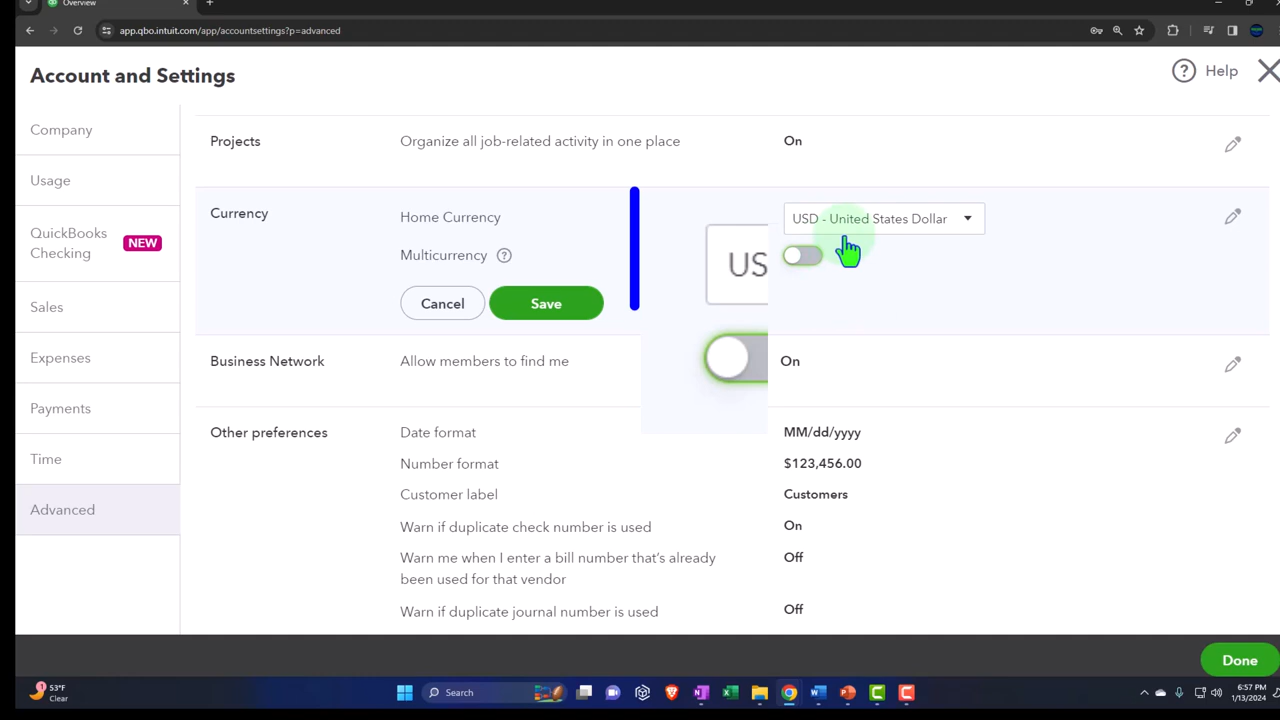 Overview
app.qbo.intuit.com/app/accountsettings?p=advanced
Account and Settings
Help
Company
Usage
QuickBooks
Checking
NEW
Sales
Expenses
Payments
Time
Advanced
Projects
Organize all job-related activity in one place
On
Currency
Home Currency
USD - United States Dollar
Multicurrency
?
US
Cancel
Save
Business Network
Allow members to find me
On
Other preferences
Date format
MM/dd/yyyy
Number format
$123,456.00
Customer label
Customers
Warn if duplicate check number is used
On
Warn me when I enter a bill number that's already
been used for that vendor
Off
Warn if duplicate journal number is used
Off
Done
1
53°F
Clear
Search
6:57 PM
1/13/2024